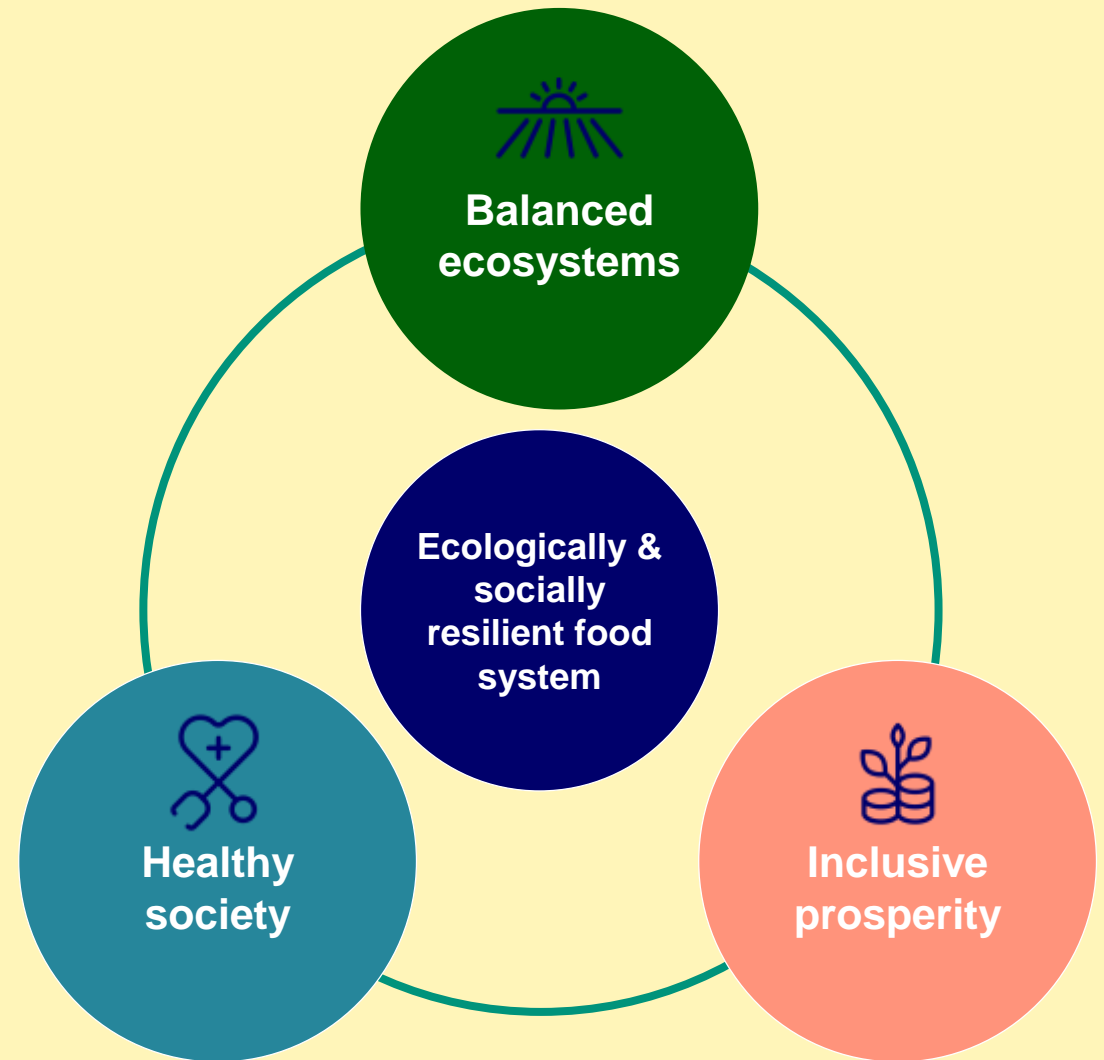 Balanced
ecosystems
Ecologically &
socially
resilient food
system
Healthy
society
Inclusive
prosperity